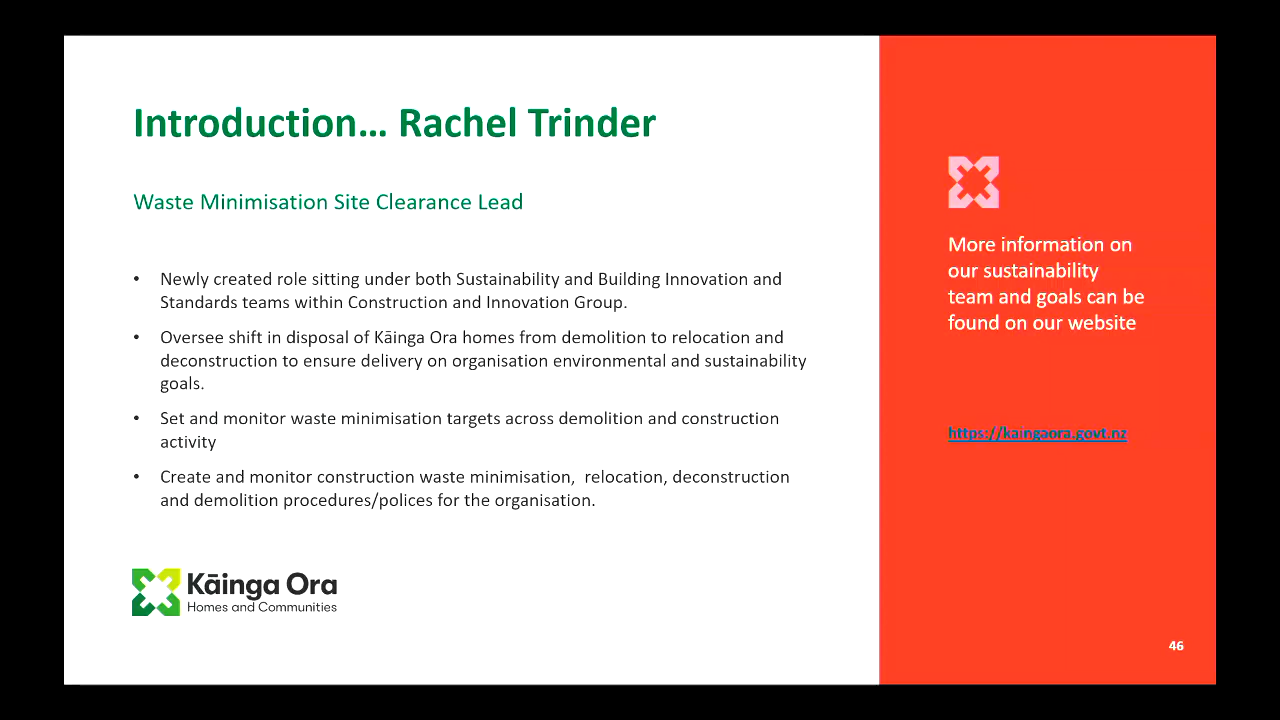 Introduction... Rachel Trinder
Waste Minimisation Site Clearance Lead
• Newly created role sitting under both Sustainability and Building Innovation and
Standards teams within Construction and Innovation Group.
• Oversee shift in disposal of Kāinga Ora homes from demolition to relocation and
deconstruction to ensure delivery on organisation environmental and sustainability
goals.
• Set and monitor waste minimisation targets across demolition and construction
activity
• Create and monitor construction waste minimisation,  relocation, deconstruction
and demolition procedures/polices for the organisation.
Kāinga Ora
Homes and Communities
More information on
our sustainability
team and goals can be
found on our website
https://kaingaora.govt.nz
46